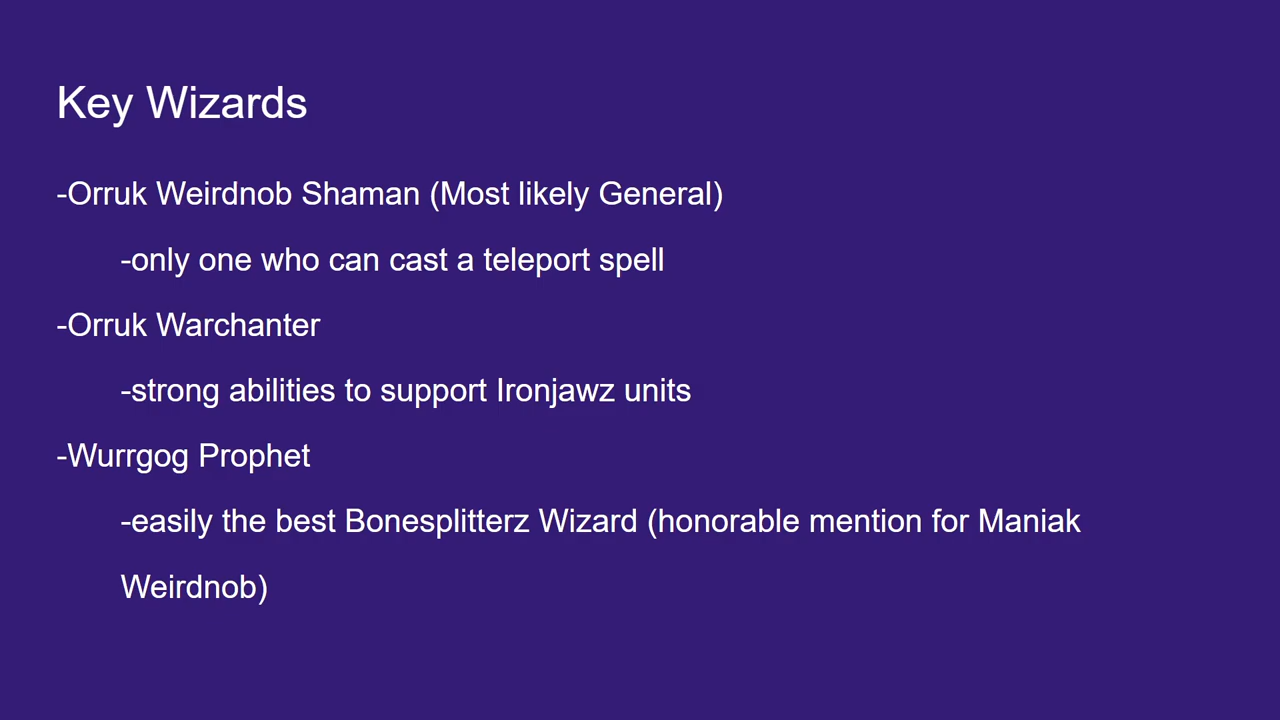 Key Wizards
-Orruk Weirdnob Shaman (Most likely General)
-only one who can cast a teleport spell
-Orruk Warchanter
-strong abilities to support Ironjawz units
-Wurrgog Prophet
-easily the best Bonesplitterz Wizard (honorable mention for Maniak
Weirdnob)